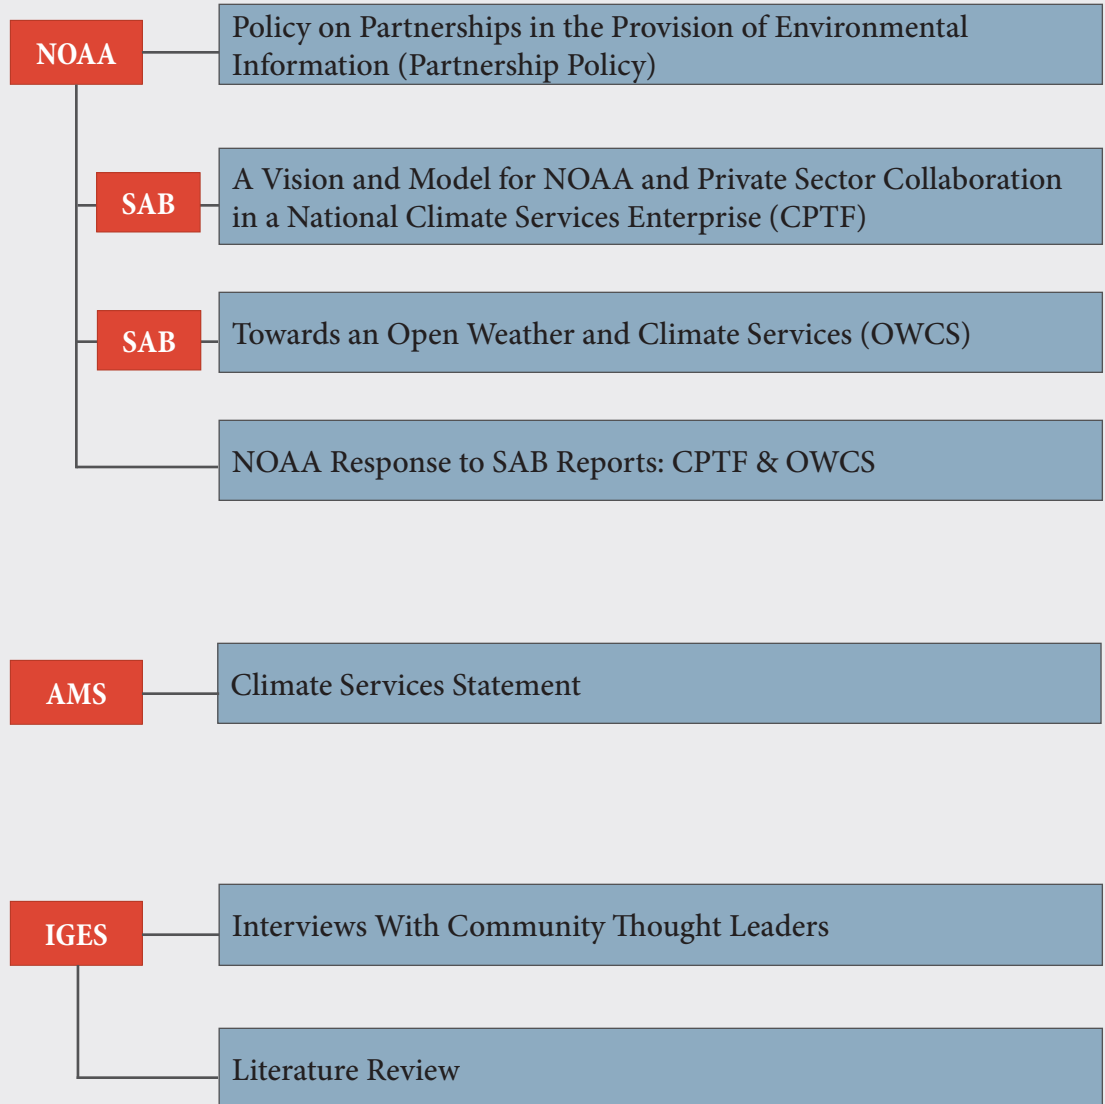 NOAA
Policy on Partnerships in the Provision of Environmental
Information (Partnership Policy)
SAB
A Vision and Model for NOAA and Private Sector Collaboration
in a National Climate Services Enterprise (CPTF)
SAB
Towards an Open Weather and Climate Services (OWCS)
NOAA Response to SAB Reports: CPTF & OWCS
AMS
Climate Services Statement
IGES
Interviews With Community Thought Leaders
Literature Review